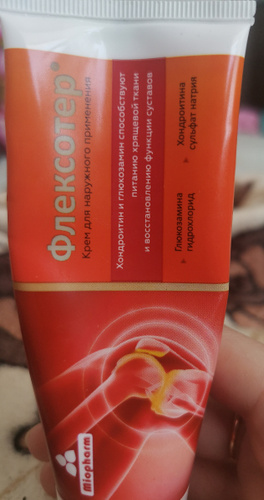 Флексотер®
Крем для наружного применения
Хондроитин и глюкозамин способствуют
питанию хрящевой ткани
и восстановлению функции суставов
Глюкозамина
гидрохлорид
Хондроитина
сульфат натрия
Miopharm